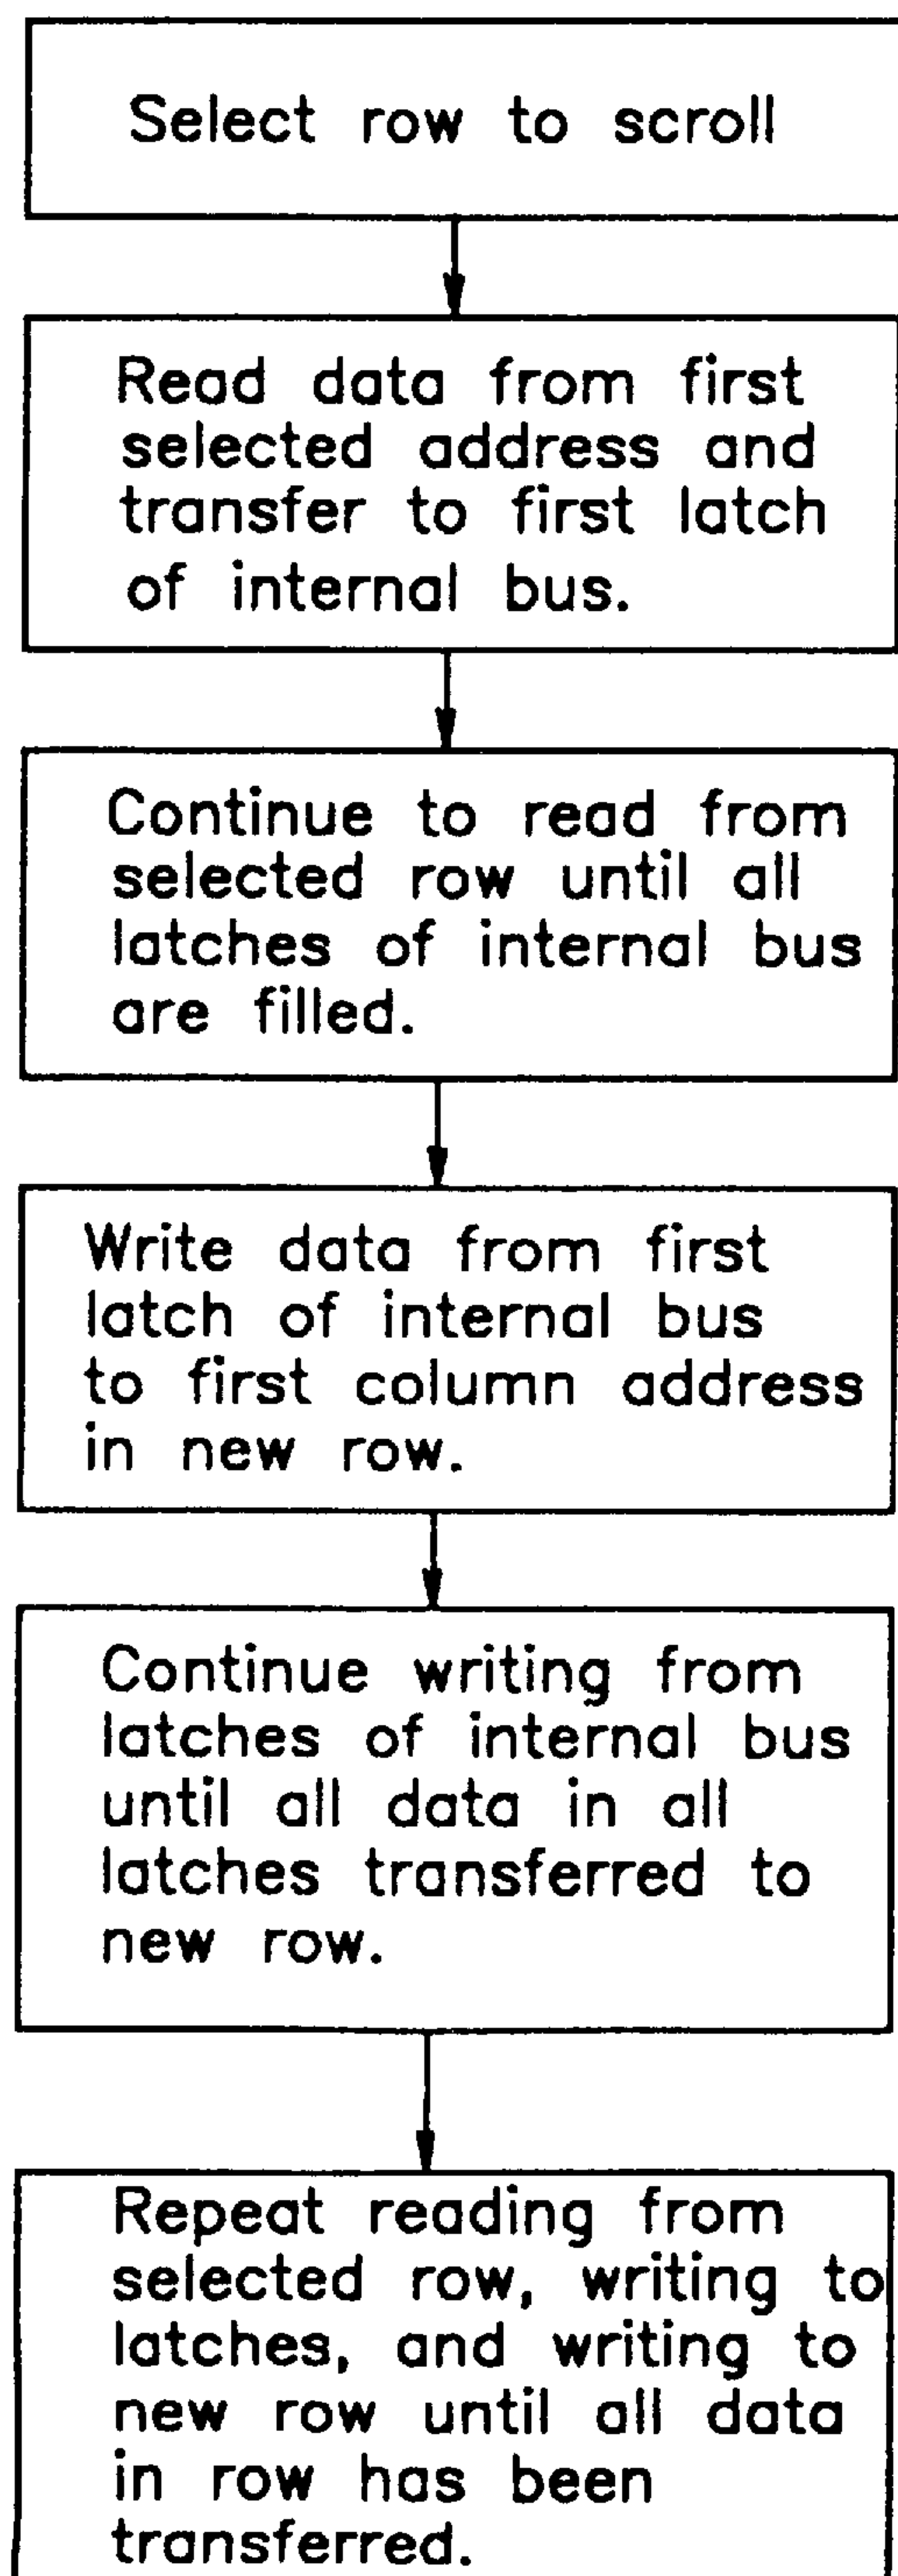 Select row to scroll
Read data from first
selected address and
transfer to first latch
of internal bus.
Continue to read from
selected row until all
latches of internal bus
are filled.
Write data from first
latch of internal bus
to first column address
in new row.
Continue writing from
latches of internal bus
until all data in all
latches transferred to
new row.
Repeat reading from
selected row, writing to
latches, and writing to
new row until all data
in row has been
transferred.